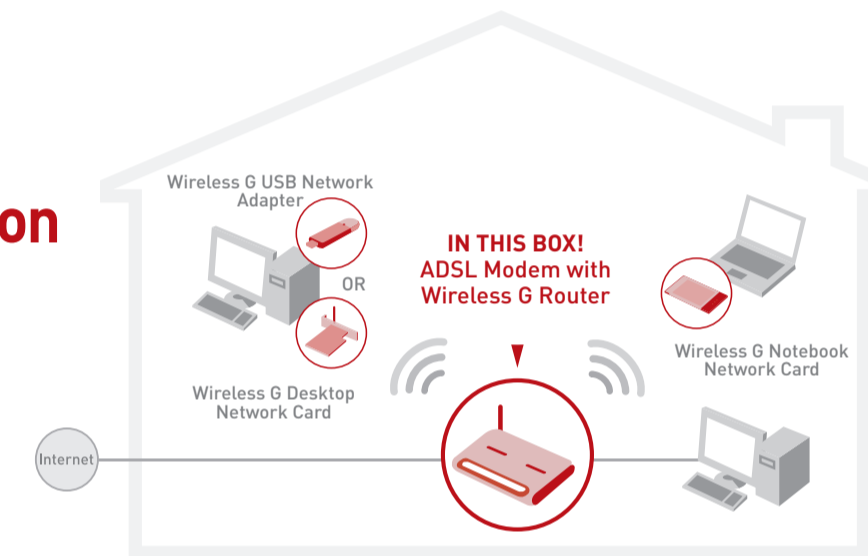 on
Wireless G USB Network
Adapter
OR
Wireless G Desktop
Network Card
IN THIS BOX!
ADSL Modem with
Wireless G Router
Wireless G Notebook
Network Card
Internet